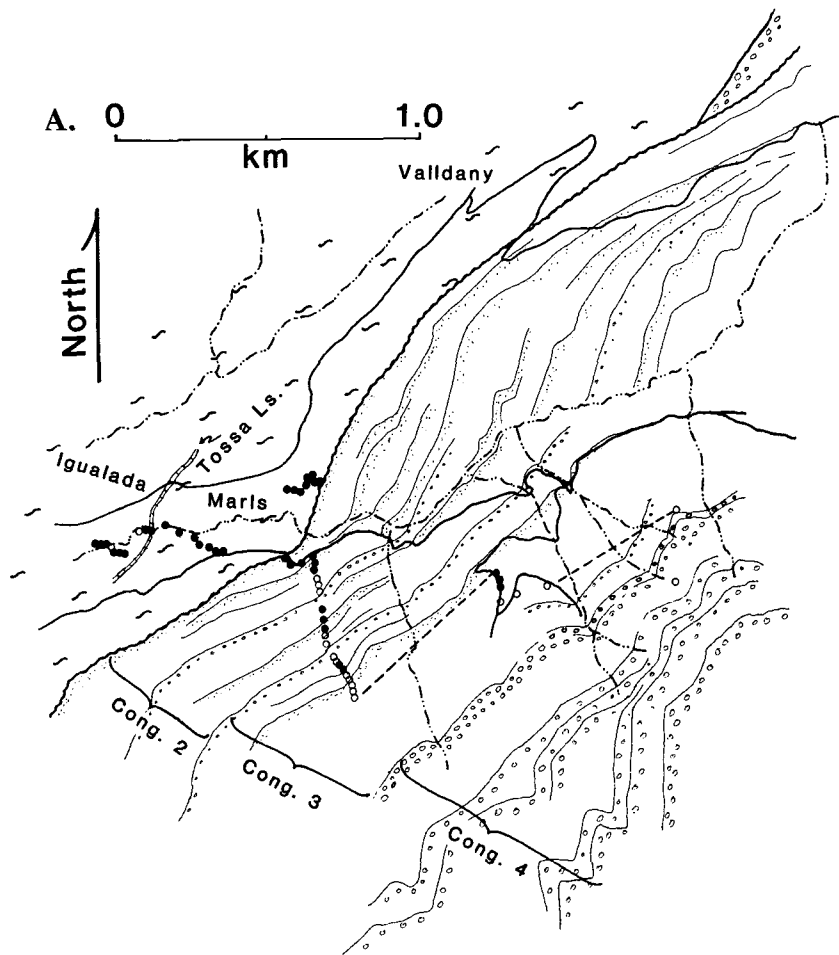 A. 0 1.0
km
Valldany
North
Tossa Ls.
Igualada
Marls
Cong. 2
Cong. 3
Cong. 4